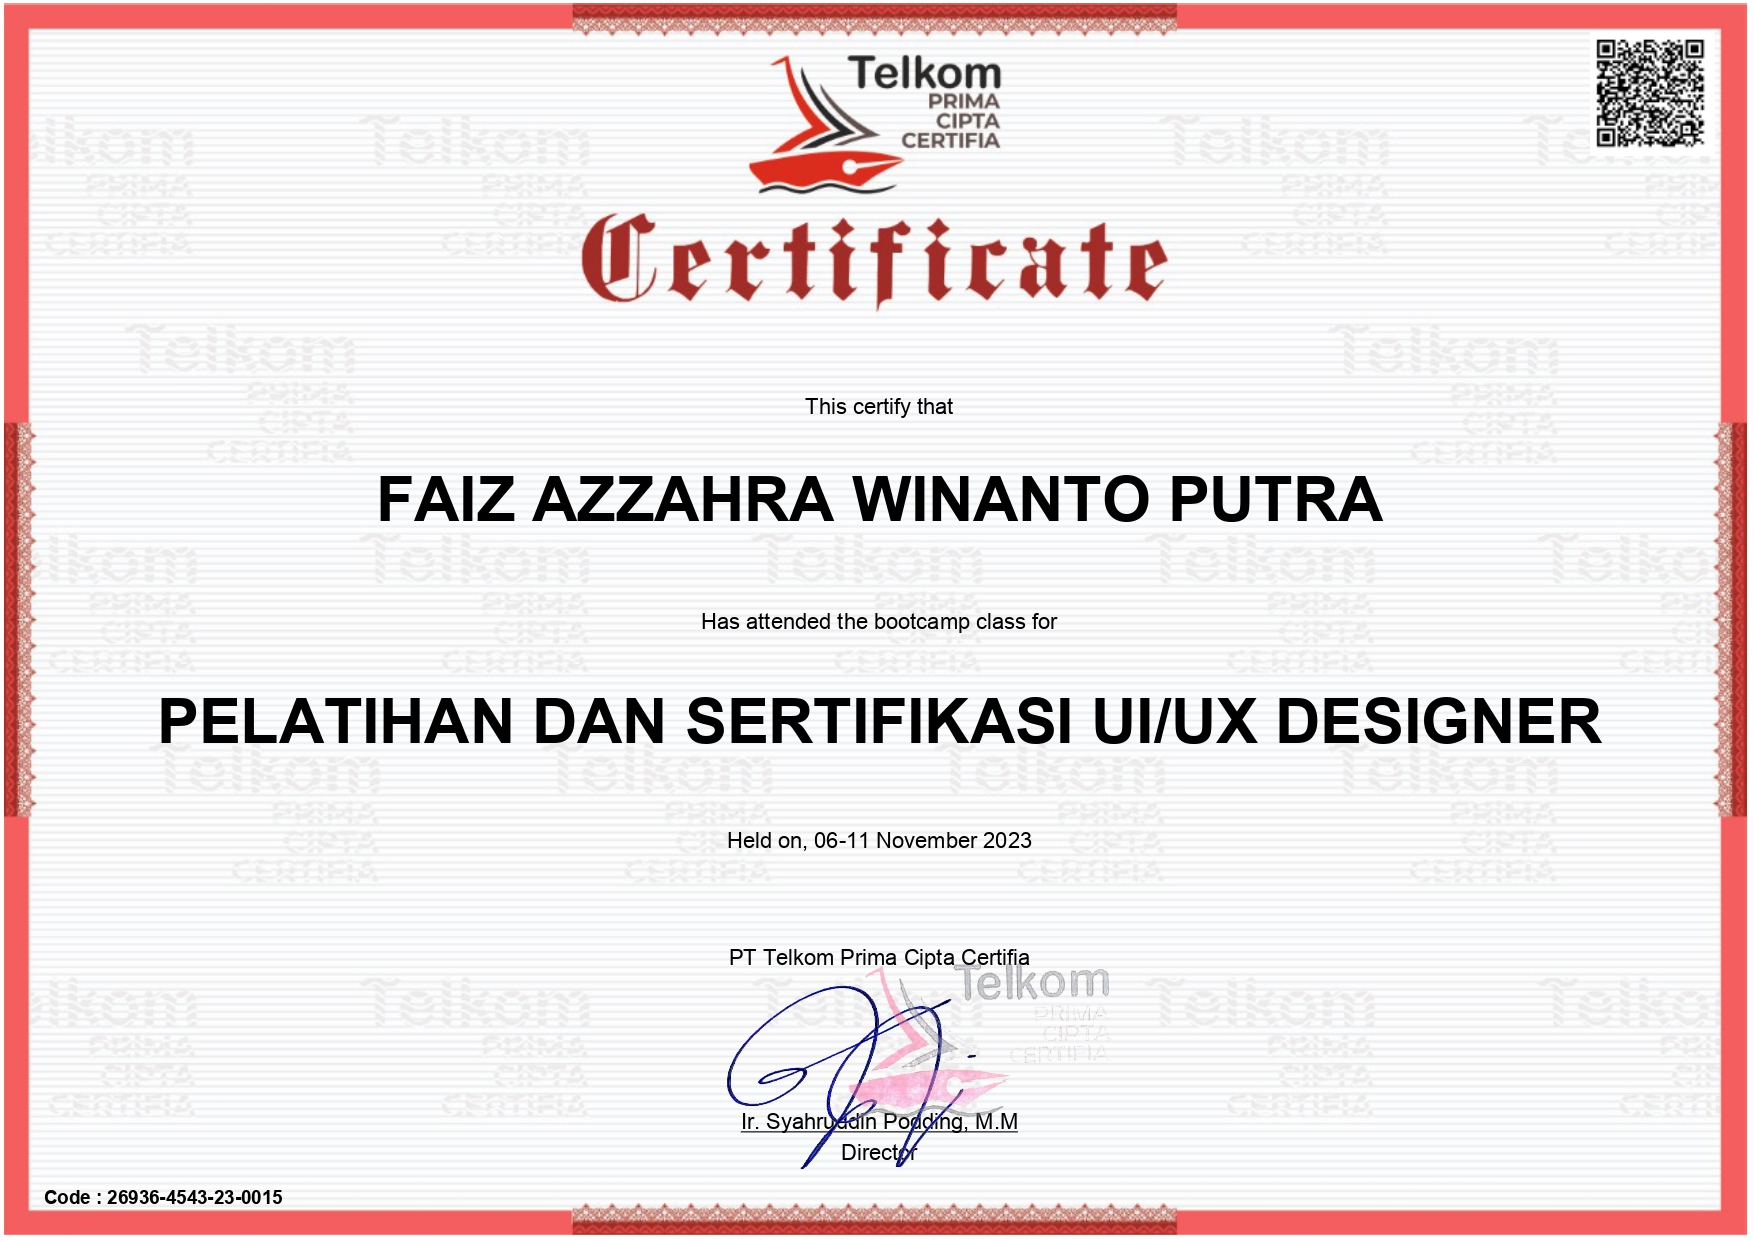 Telkom
PRIMA
CIPTA
CERTIFIA
Certificate
This certify that
FAIZ AZZAHRA WINANTO PUTRA
Has attended the bootcamp class for
PELATIHAN DAN SERTIFIKASI UI/UX DESIGNER
Held on, 06-11 November 2023
PT Telkom Prima Cipta Certifia
Telkom
PRIMA
CIPTA
CERTIFIA
Ir. Syahruddin Podding, M.M
Director
Code : 26936-4543-23-0015